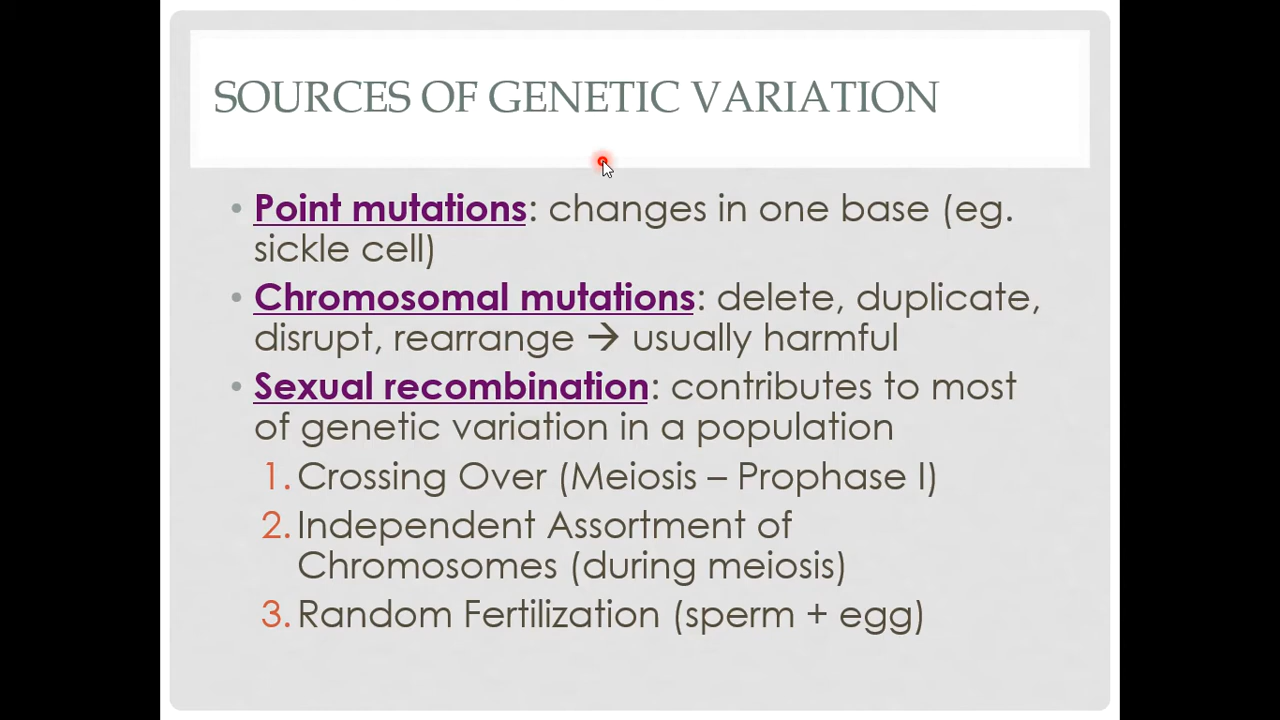 SOURCES OF GENETIC VARIATION
• Point mutations: changes in one base (eg.
sickle cell)
• Chromosomal mutations: delete, duplicate,
disrupt, rearrange → usually harmful
• Sexual recombination: contributes to most
of genetic variation in a population
1. Crossing Over (Meiosis – Prophase I)
2. Independent Assortment of
Chromosomes (during meiosis)
3. Random Fertilization (sperm + egg)